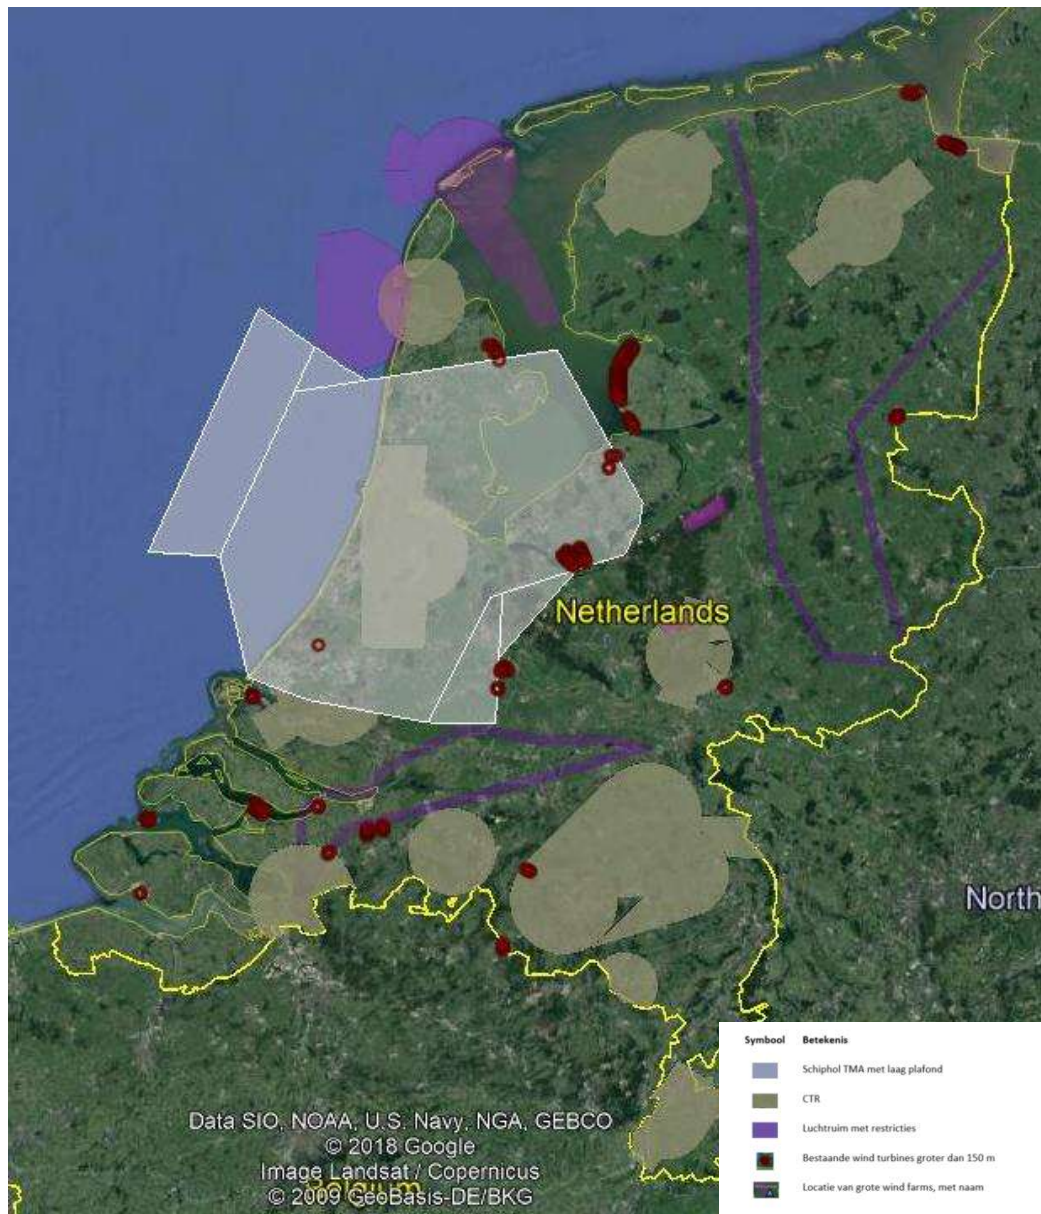 Netherlands
North
Data SIO, NOAA, U.S. Navy, NGA, GEBCO
© 2018 Google
Image Landsat / Copernicus
Belgium
© 2009 GeoBasis-DE/BKG
Symbool Betekenis
Schiphol TMA met laag plafond
CTR
Luchtruim met restricties
Bestaande wind turbines groter dan 150 m
Locatie van grote wind farms, met naam